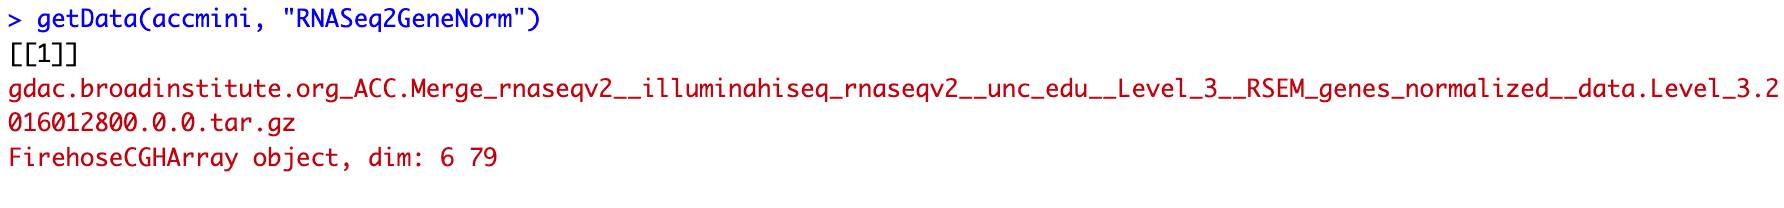 > getData(accmini, "RNASeq2GeneNorm")
[[1]]
gdac.broadinstitute.org_ACC.Merge_rnaseqv2__illuminahiseq_rnaseqv2__unc_edu__Level_3__RSEM_genes_normalized__data.Level_3.2
016012800.0.0.tar.gz
FirehoseCGHArray object, dim: 6 79